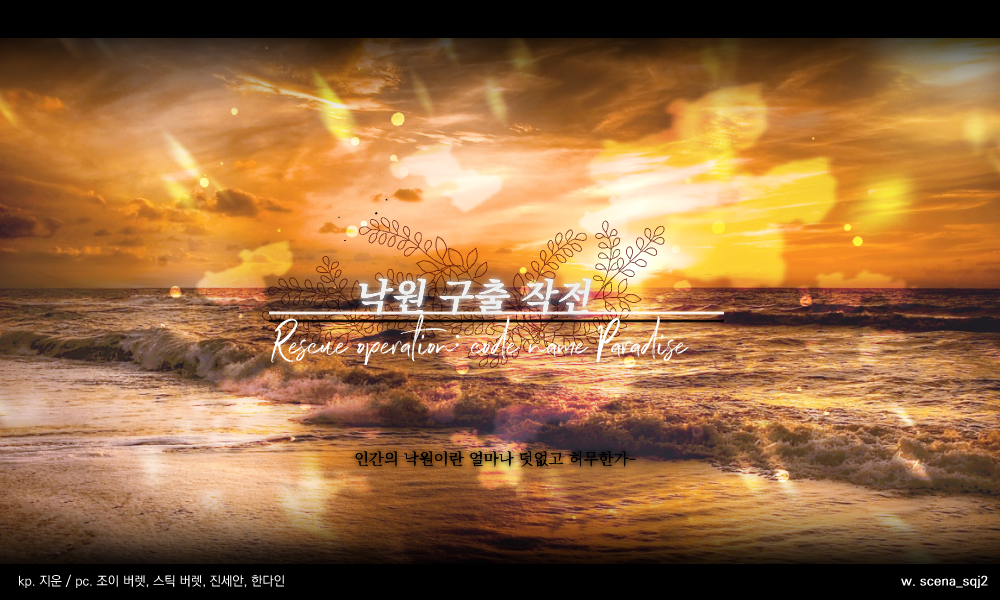 낙원 구출 작전
Rescue operation: code name Paradise
인간의 낙원이란 얼마나 덧없고 허무한가-
kp. 지운 / pc. 조이 버렛, 스틱 버렛, 진세안, 한다인
w. scena_sqj2